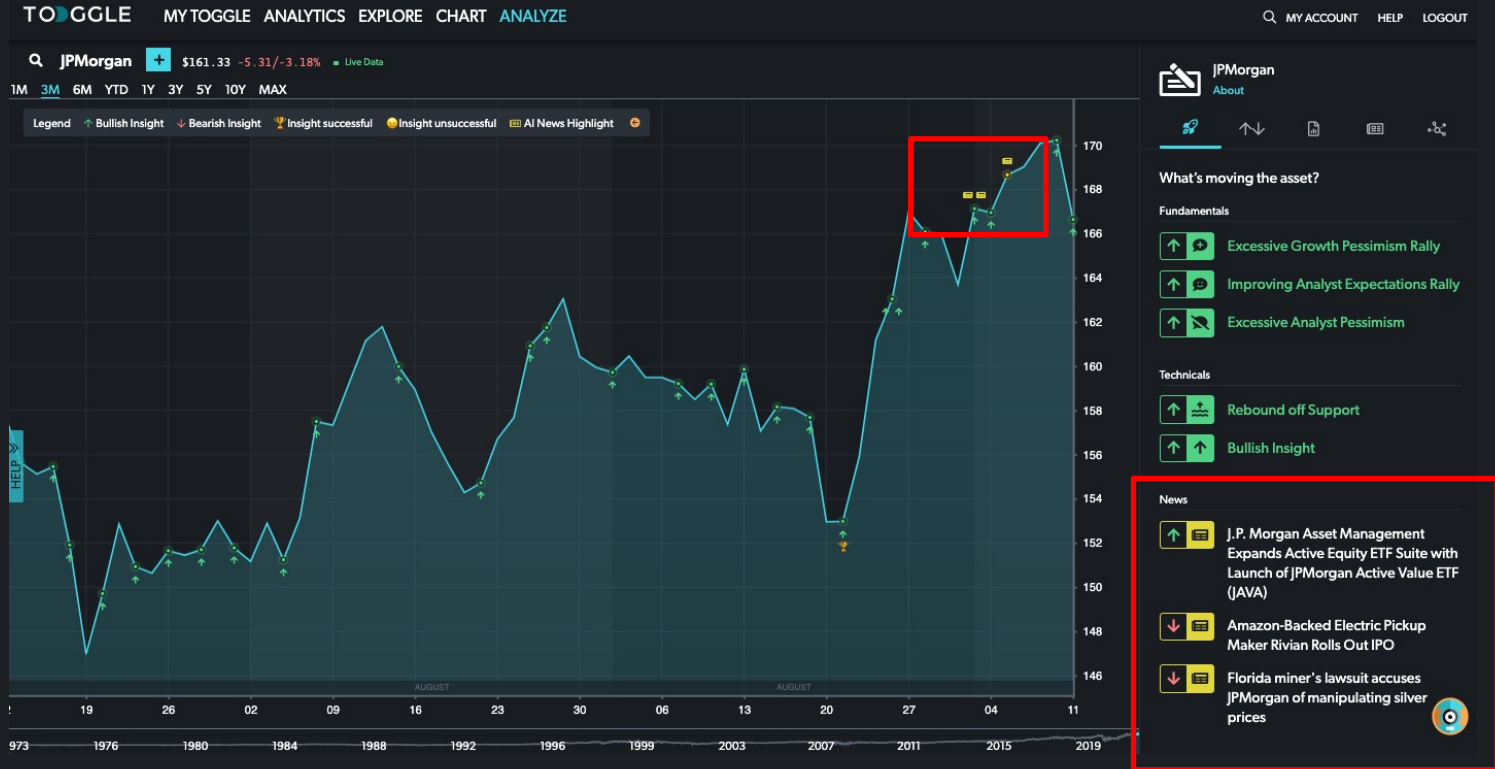 TOGGLE MY TOGGLE ANALYTICS EXPLORE CHART ANALYZE MY ACCOUNT HELP LOGOUT
JPMorgan + $161.33 -5.31/-3.18% Live Data
1M 3M 6M YTD 1Y 3Y 5Y 10Y MAX
Legend Bullish Insight Bearish Insight Insight successful Insight unsuccessful AI News Highlight
170
168
166
164
162
160
158
156
154
152
150
148
146
HELP
AUGUST AUGUST
19 26 02 09 16 23 30 06 13 20 27 04 11
973 1976 1980 1984 1988 1992 1996 1999 2003 2007 2011 2015 2019
JPMorgan
About
What's moving the asset?
Fundamentals
Excessive Growth Pessimism Rally
Improving Analyst Expectations Rally
Excessive Analyst Pessimism
Technicals
Rebound off Support
Bullish Insight
News
J.P. Morgan Asset Management
Expands Active Equity ETF Suite with
Launch of JPMorgan Active Value ETF
(JAVA)
Amazon-Backed Electric Pickup
Maker Rivian Rolls Out IPO
Florida miner's lawsuit accuses
JPMorgan of manipulating silver
prices